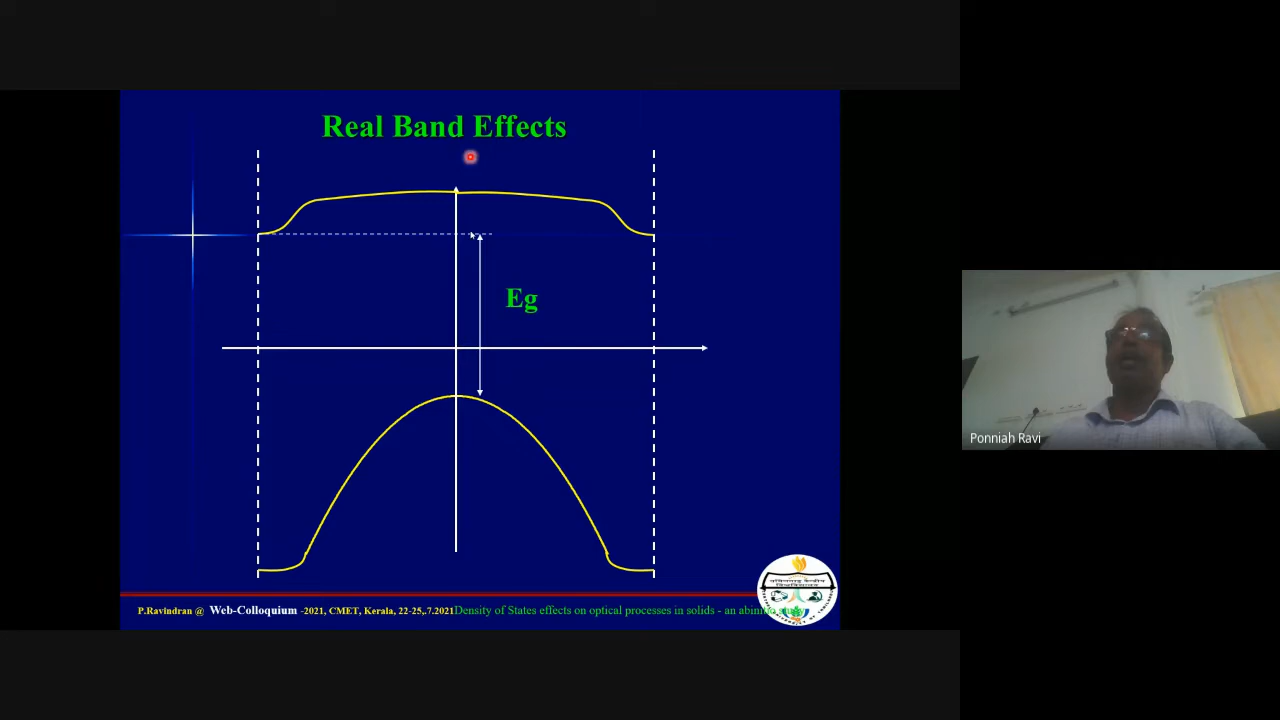 Real Band Effects
Eg
Ponniah Ravi
P.Ravindran @ Web-Colloquium -2021, CMET, Kerala, 22-25,.7.2021Density of States effects on optical processes in solids - an abinitio study